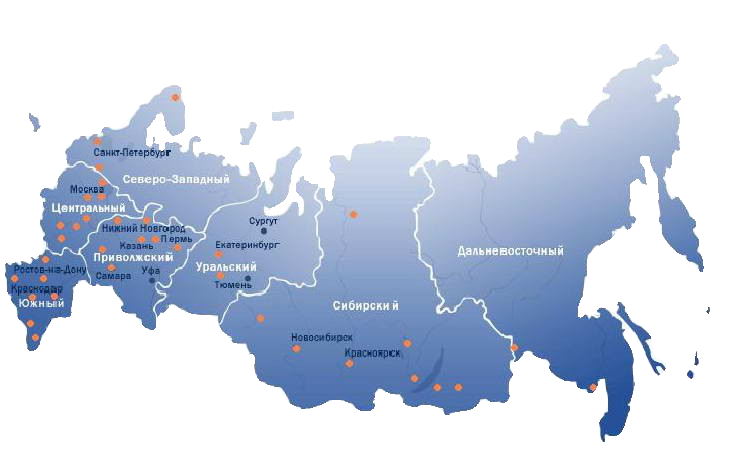 Санкт-Петербург
Северо-Западный
Москва
Центральный
Сургут
Нижний Новгород
Пермь
Казань
Екатеринбург
Дальневосточный
Приволжский
Уральский
Ростов-на-Дону
Самара
Уфа
Тюмень
Краснодар
Южный
Сибирский
Новосибирск
Красноярск